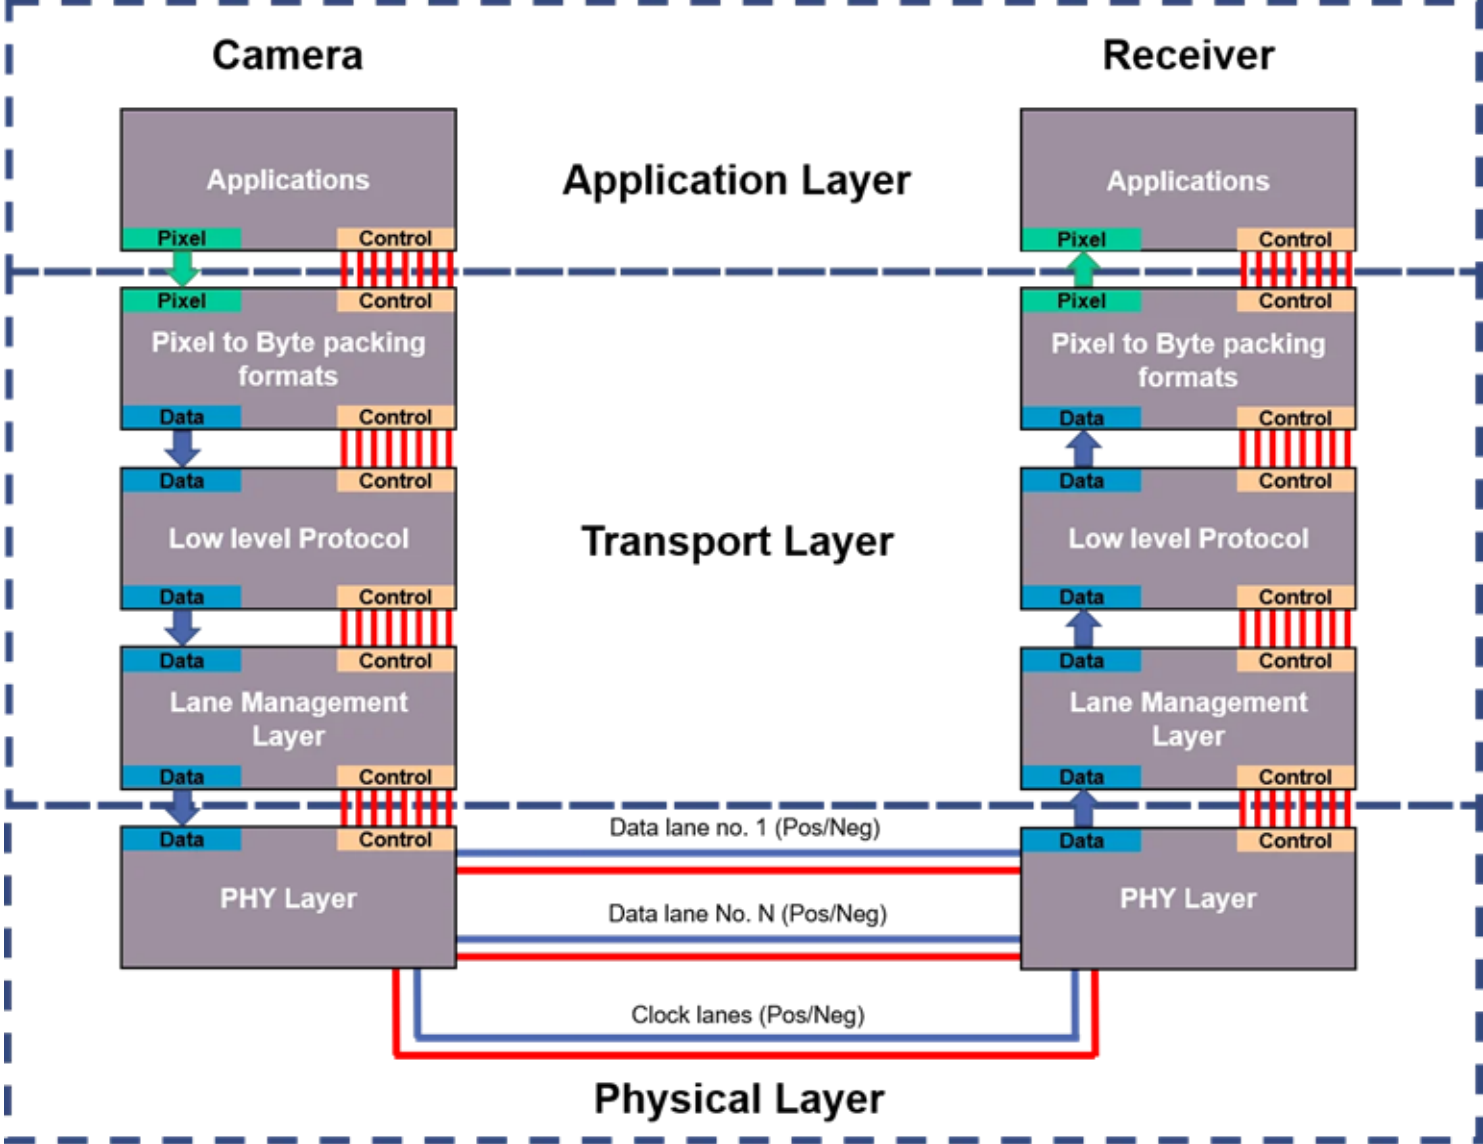 Camera
Receiver
Applications
Applications
Application Layer
Pixel
Control
Pixel
Control
Pixel
Control
Pixel
Control
Pixel to Byte packing
formats
Pixel to Byte packing
formats
Data
Control
Data
Control
Data
Control
Data
Control
Low level Protocol
Transport Layer
Low level Protocol
Data
Control
Data
Control
Data
Control
Data
Control
Lane Management
Layer
Lane Management
Layer
Data
Control
Data
Control
Data lane no. 1 (Pos/Neg)
Data
Control
Data
Control
PHY Layer
PHY Layer
Data lane No. N (Pos/Neg)
Clock lanes (Pos/Neg)
Physical Layer